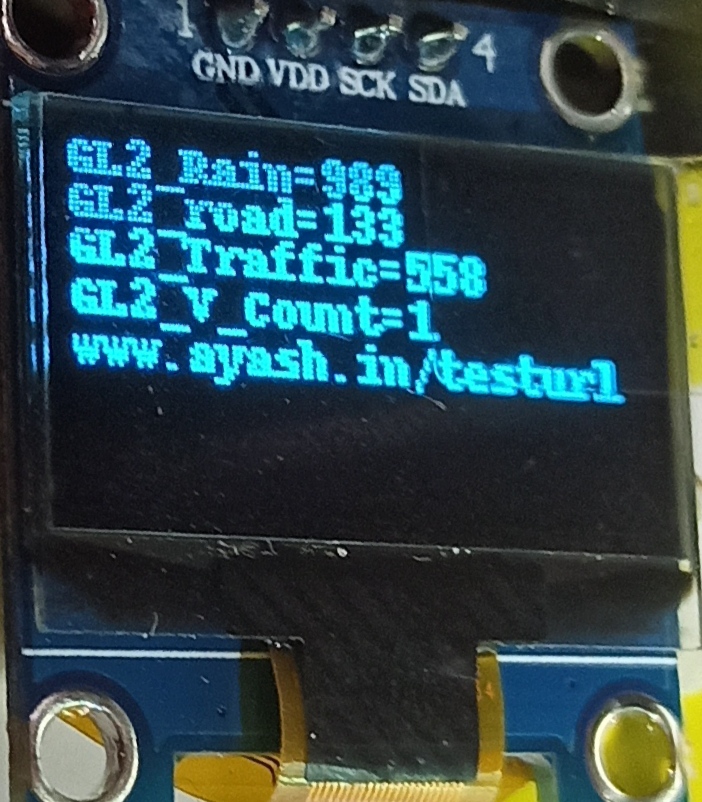 1 4
GND VDD SCK SDA
GL2_Rain=989
GL2_road=133
GL2_Traffic=558
GL2_V_Count=1
www.ayash.in/testurl